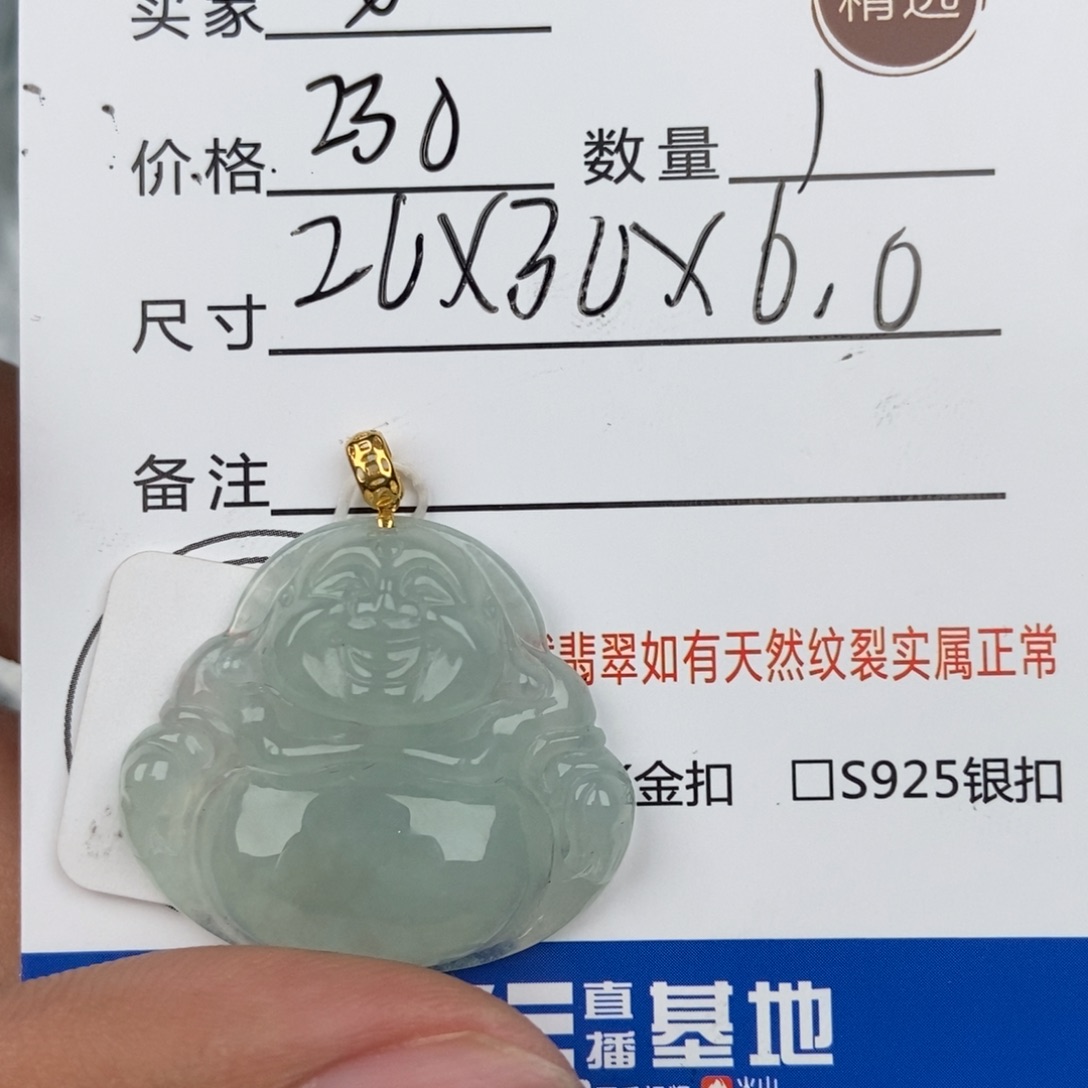 买家
精选
价格 230 数量 1
尺寸 26X30X6.0
备注
翡翠如有天然纹裂实属正常
金扣 □S925银扣
直播基地
火山